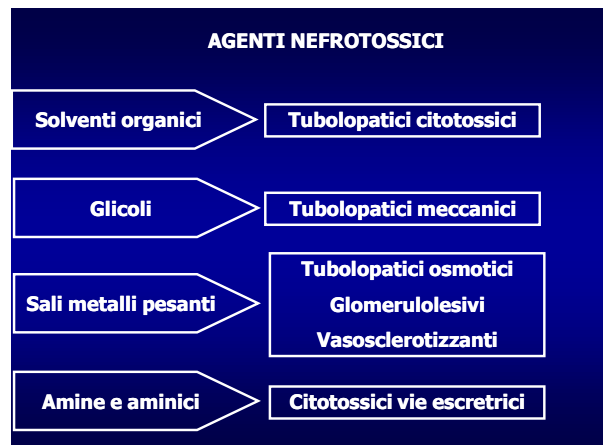 AGENTI NEFROTOSSICI
Solventi organici
Tubolopatici citotossici
Glicoli
Tubolopatici meccanici
Sali metalli pesanti
Tubolopatici osmotici
Glomerulolesivi
Vasosclerotizzanti
Amine e aminici
Citotossici vie escretrici